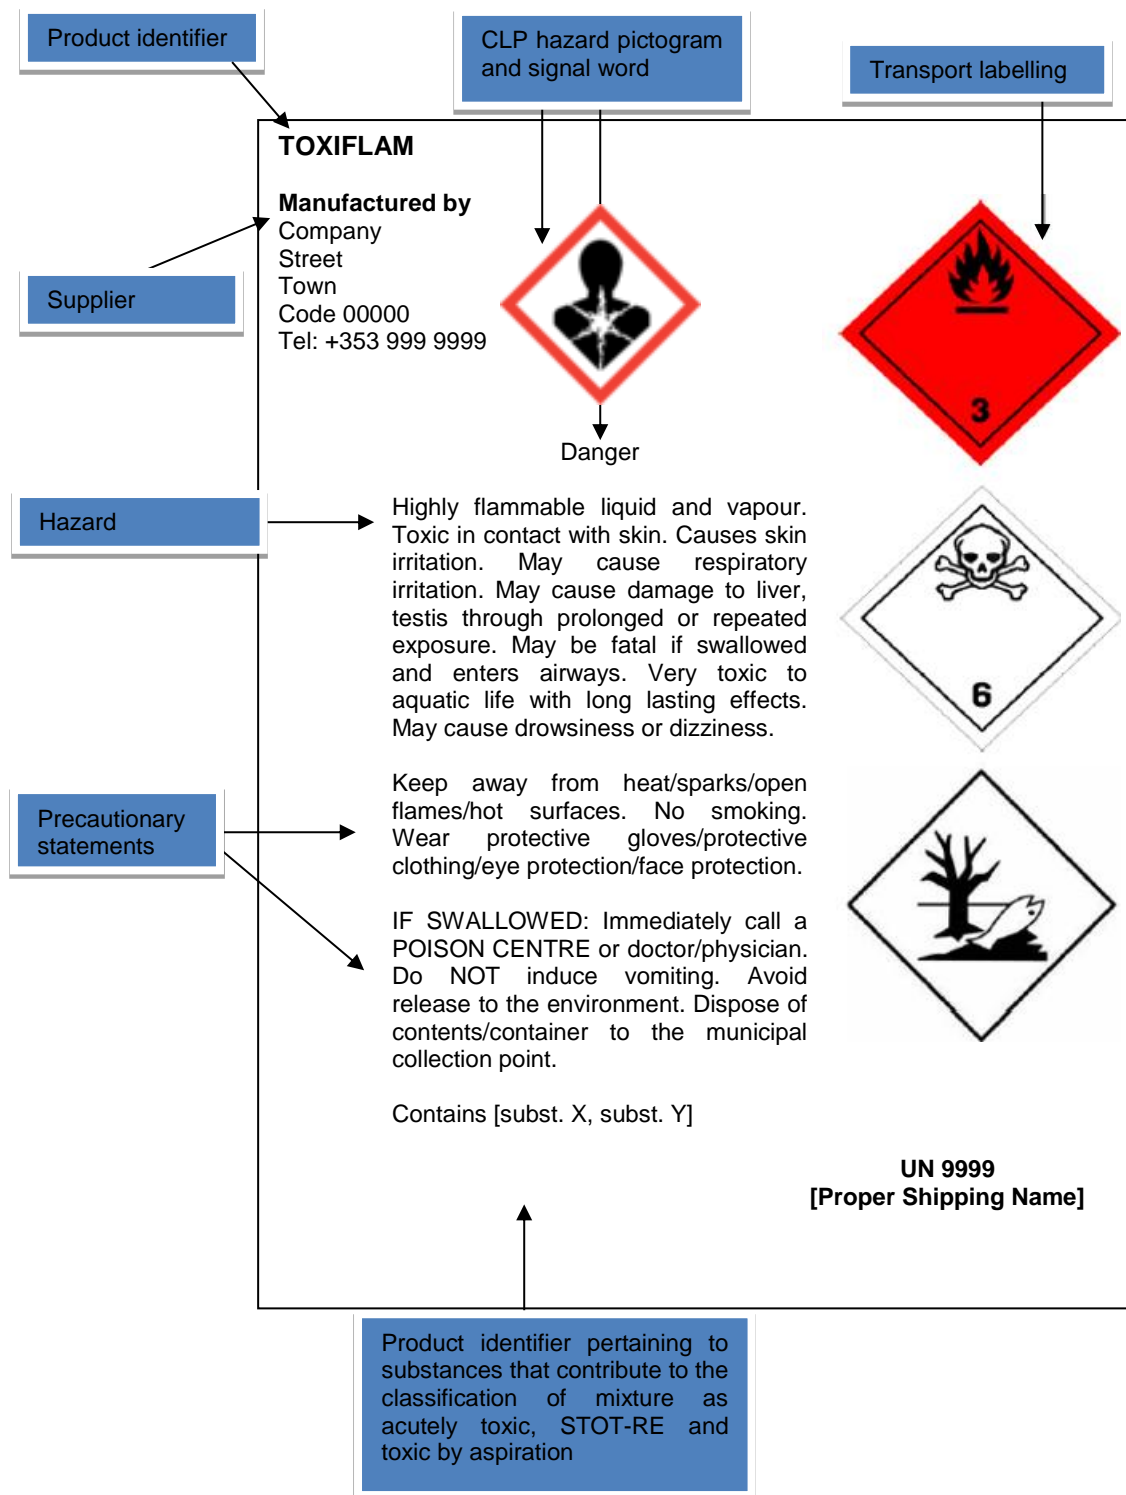 Product identifier
CLP hazard pictogram
and signal word
Transport labelling
TOXIFLAM
Manufactured by
Company
Street
Town
Code 00000
Tel: +353 999 9999
Supplier
3
Danger
Hazard
Highly flammable liquid and vapour.
Toxic in contact with skin. Causes skin
irritation. May cause respiratory
irritation. May cause damage to liver,
testis through prolonged or repeated
exposure. May be fatal if swallowed
and enters airways. Very toxic to
aquatic life with long lasting effects.
May cause drowsiness or dizziness.
6
Precautionary
statements
Keep away from heat/sparks/open
flames/hot surfaces. No smoking.
Wear protective gloves/protective
clothing/eye protection/face protection.
IF SWALLOWED: Immediately call a
POISON CENTRE or doctor/physician.
Do NOT induce vomiting. Avoid
release to the environment. Dispose of
contents/container to the municipal
collection point.
Contains [subst. X, subst. Y]
UN 9999
[Proper Shipping Name]
Product identifier pertaining to
substances that contribute to the
classification of mixture as
acutely toxic, STOT-RE and
toxic by aspiration